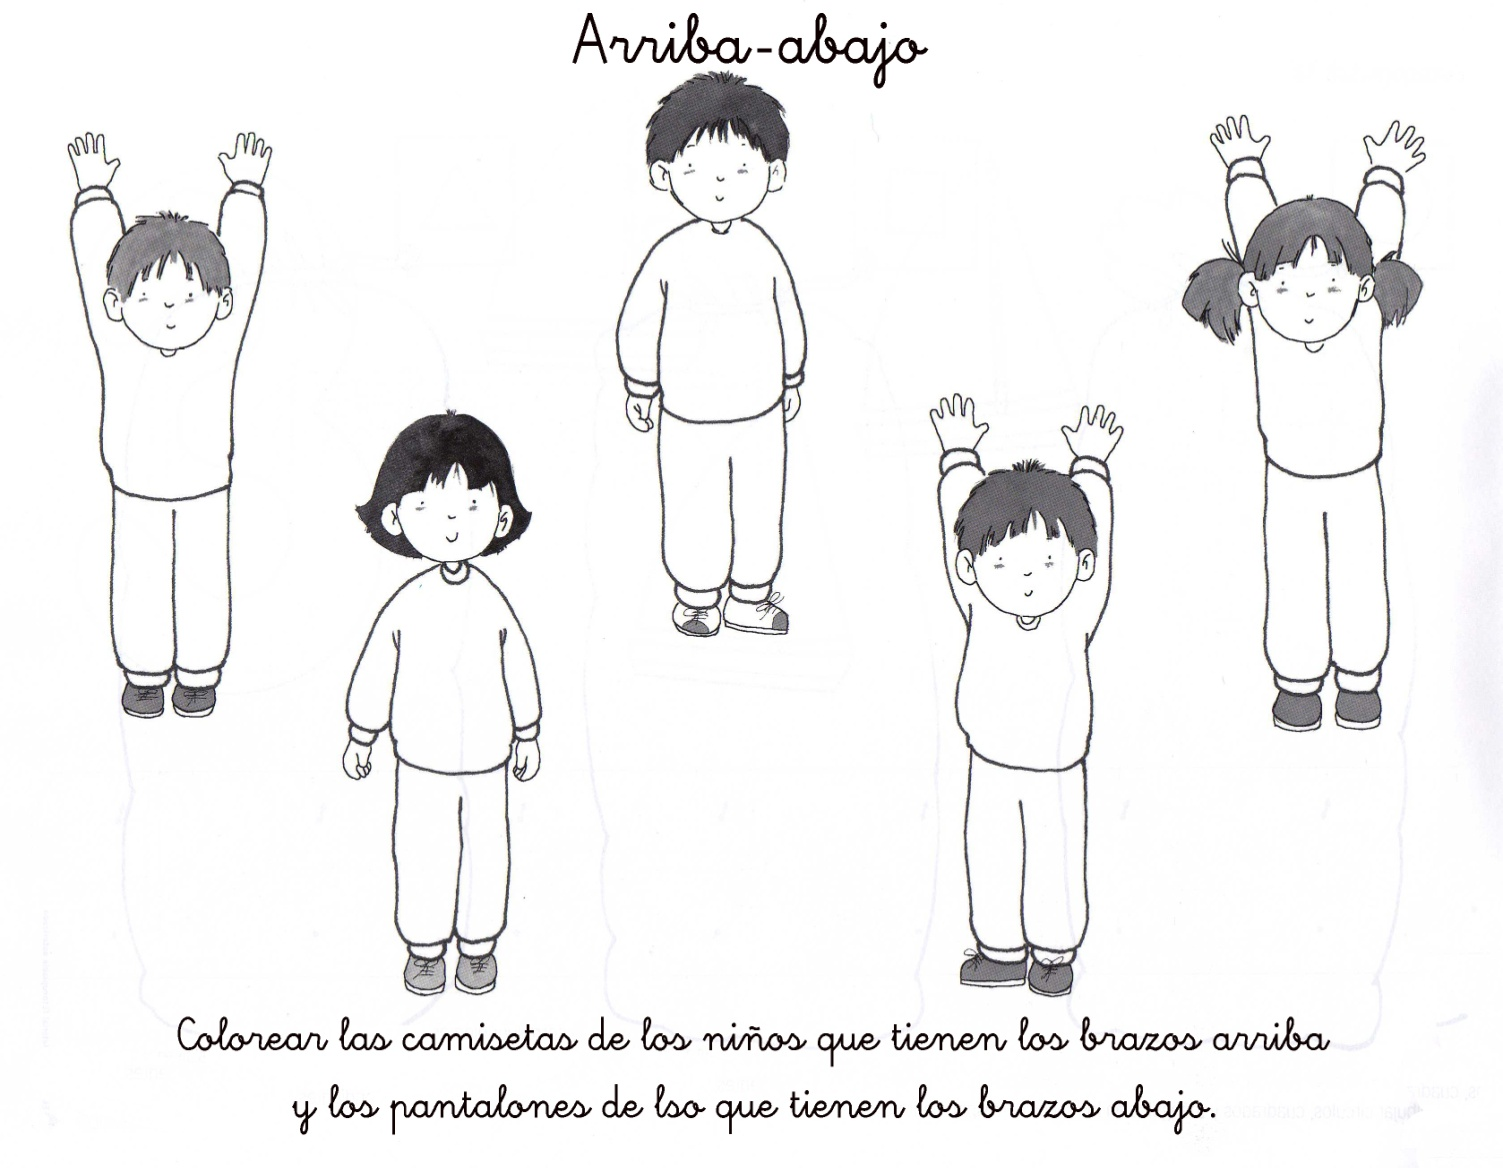 Arriba-abajo
Colorear las camisetas de los niños que tienen los brazos arriba
y los pantalones de lso que tienen los brazos abajo.